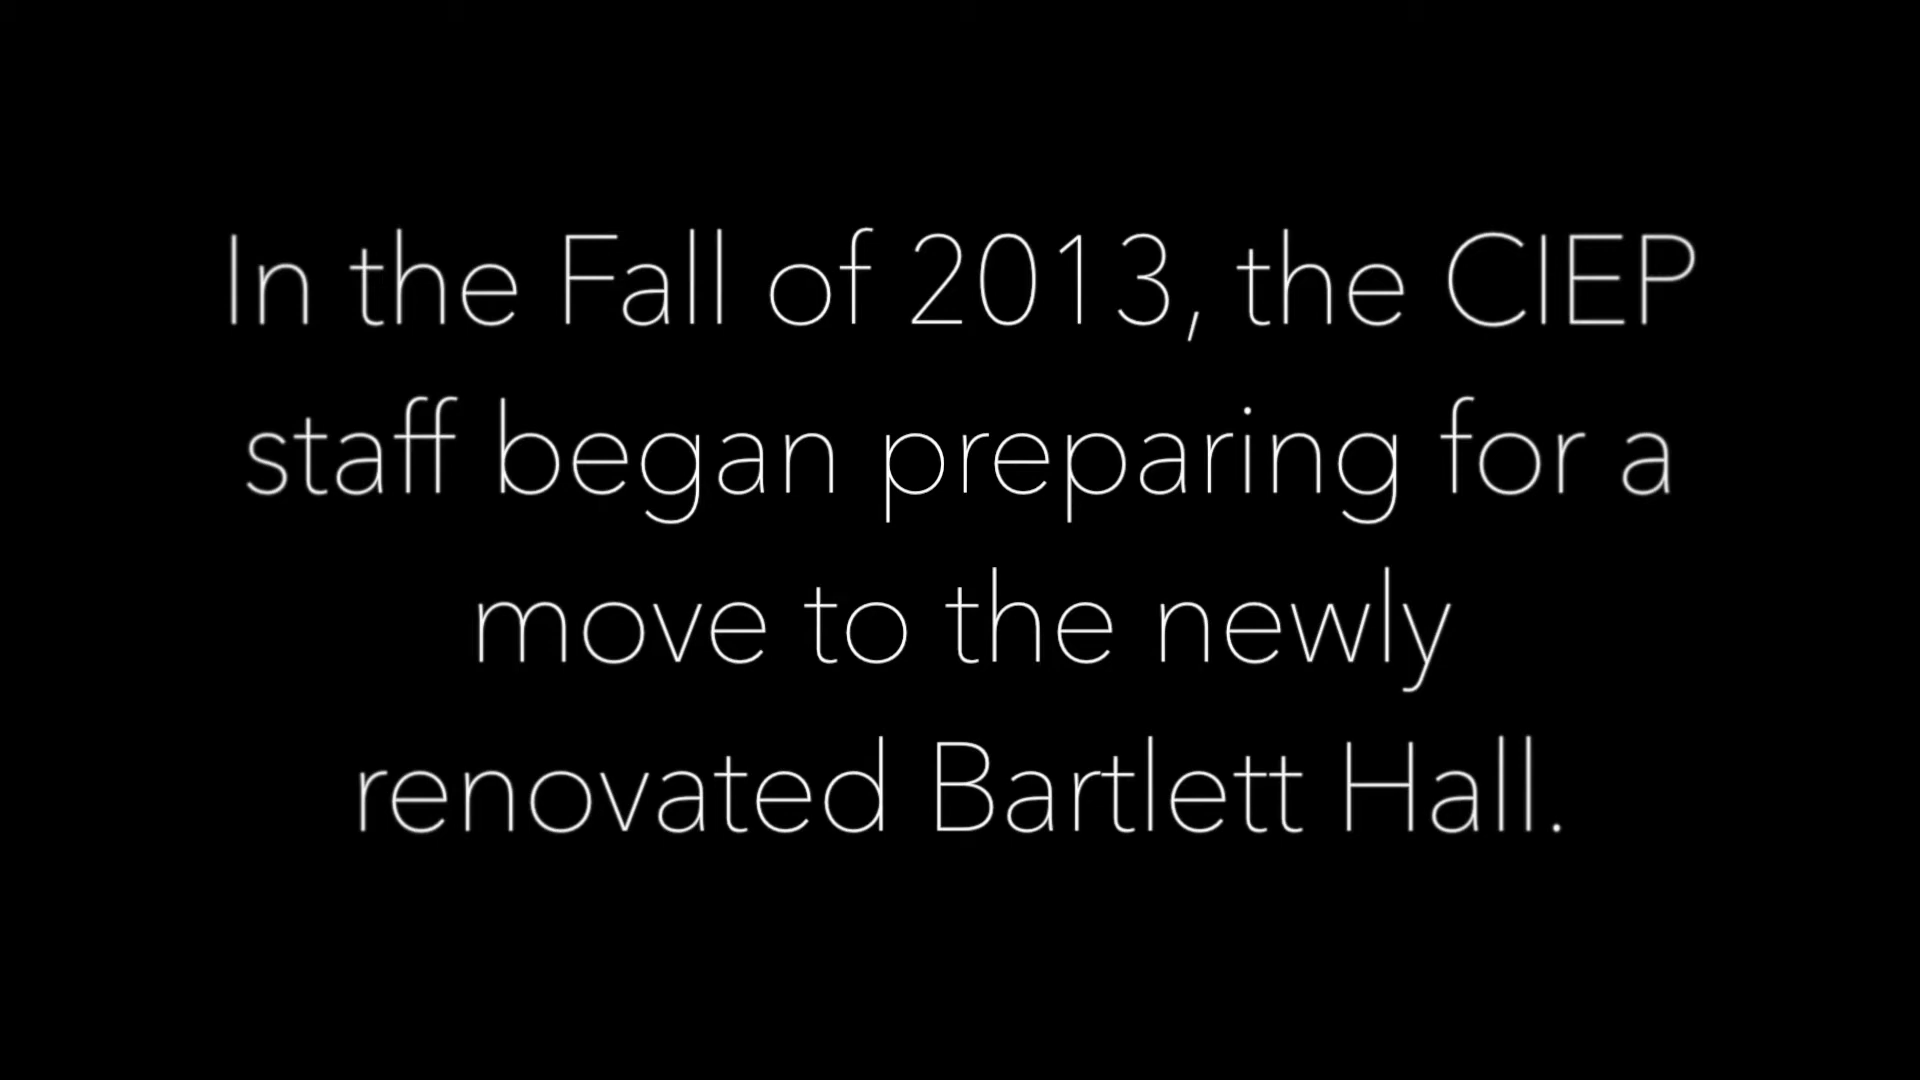 In the Fall of 2013, the CIEP
staff began preparing for a
move to the newly
renovated Bartlett Hall.